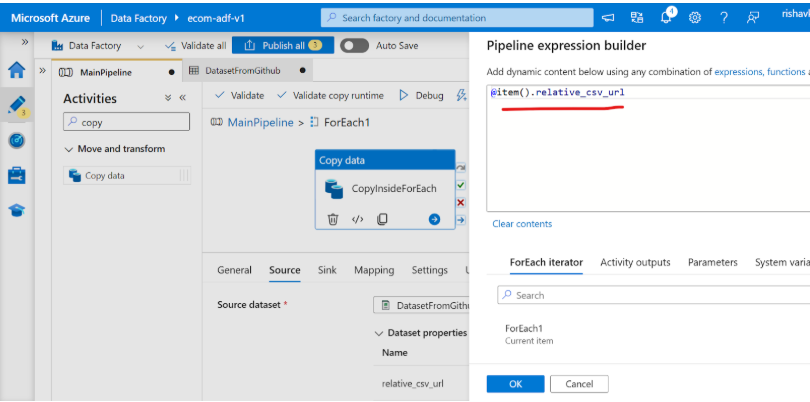 Microsoft Azure
Data Factory
ecom-adf-v1
Search factory and documentation
4
rishav
Data Factory
Validate all
Publish all
3
Auto Save
MainPipeline
DatasetFromGithub
3
Activities
copy
Move and transform
Copy data
Validate
Validate copy runtime
Debug
MainPipeline > ForEach1
Copy data
CopyInsideForEach
General
Source
Sink
Mapping
Settings
U
Source dataset *
DatasetFromGith
Dataset properties
Name
relative_csv_url
Pipeline expression builder
Add dynamic content below using any combination of expressions, functions a
@item().relative_csv_url
Clear contents
ForEach iterator
Activity outputs
Parameters
System varia
Search
ForEach1
Current item
OK
Cancel